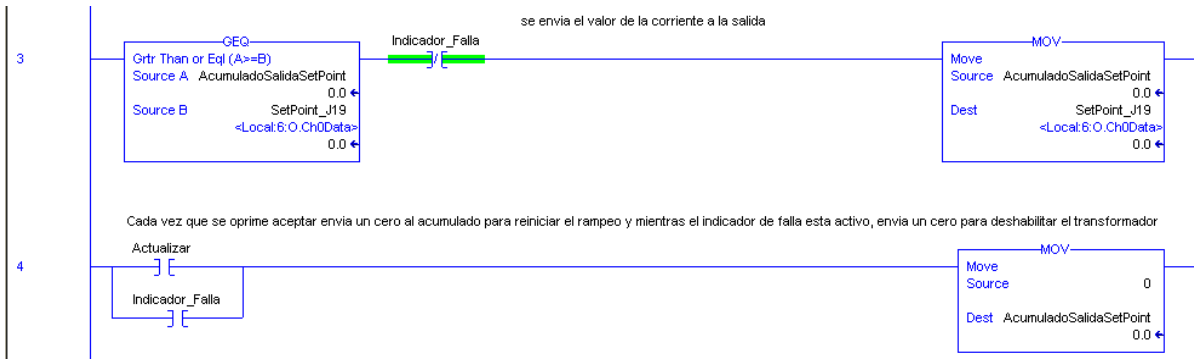 se envia el valor de la corriente a la salida
3
GEQ
Grtr Than or Eql (A>=B)
Source A AcumuladoSalidaSetPoint
0.0
Source B SetPoint_J19
<Local:6:O.Ch0Data>
0.0
Indicador_Falla
MOV
Move
Source AcumuladoSalidaSetPoint
0.0
Dest SetPoint_J19
<Local:6:O.Ch0Data>
0.0
Cada vez que se oprime aceptar envia un cero al acumulado para reiniciar el rampeo y mientras el indicador de falla esta activo, envia un cero para deshabilitar el transformador
4
Actualizar
Indicador_Falla
MOV
Move
Source 0
Dest AcumuladoSalidaSetPoint
0.0